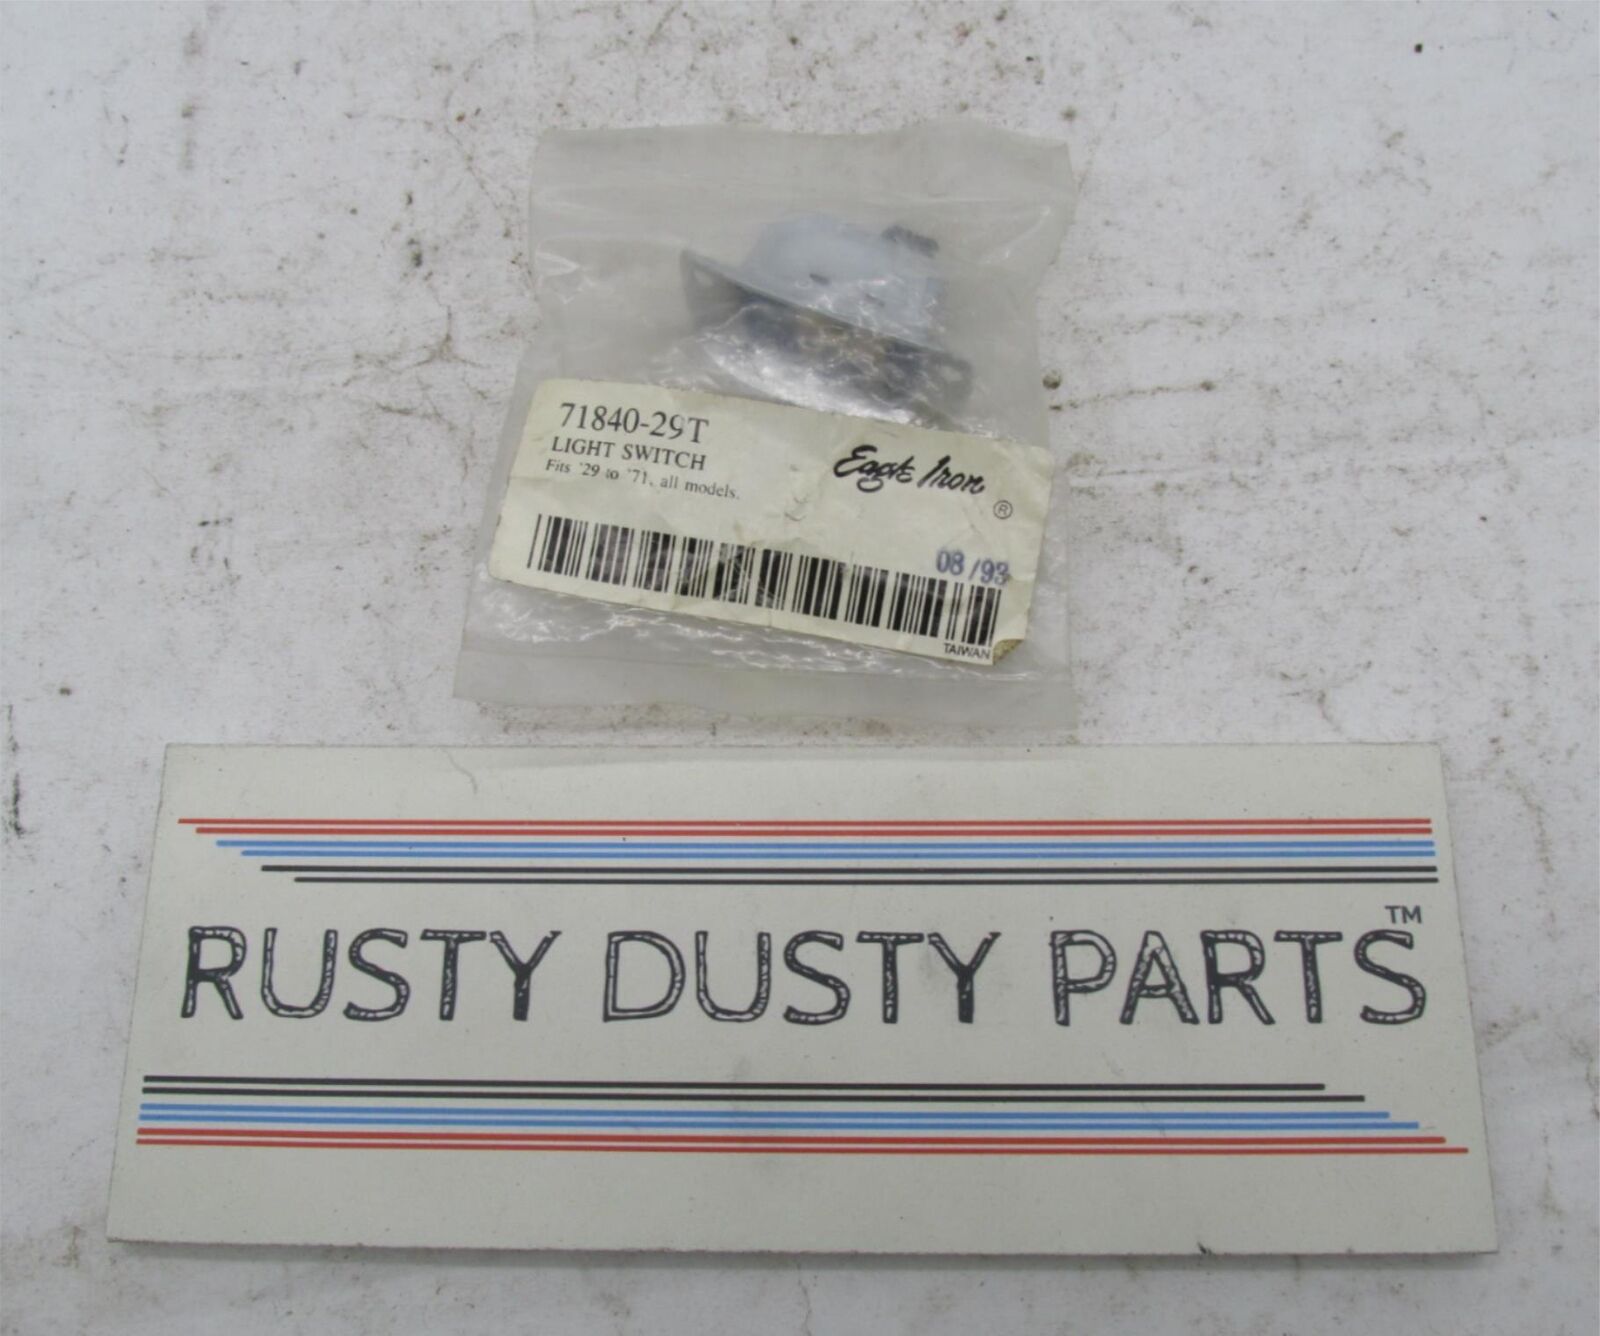 71840-29T
LIGHT SWITCH
Fits '29 to '71, all models.
Eagle Iron
®
08/93
TAIWAN
RUSTY DUSTY PARTS™